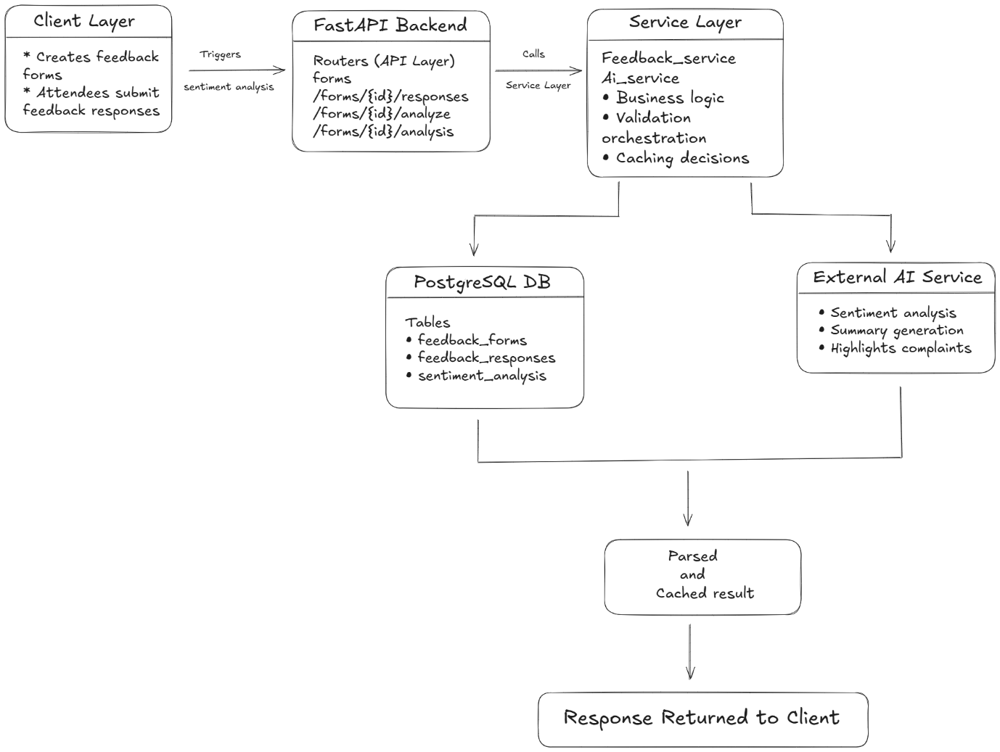 Client Layer
* Creates feedback
forms
* Attendees submit
feedback responses
Triggers
sentiment analysis
FastAPI Backend
Routers (API Layer)
forms
/forms/{id}/responses
/forms/{id}/analyze
/forms/{id}/analysis
Calls
Service Layer
Service Layer
Feedback_service
Ai_service
• Business logic
• Validation
orchestration
• Caching decisions
PostgreSQL DB
Tables
• feedback_forms
• feedback_responses
• sentiment_analysis
External AI Service
• Sentiment analysis
• Summary generation
• Highlights complaints
Parsed
and
Cached result
Response Returned to Client